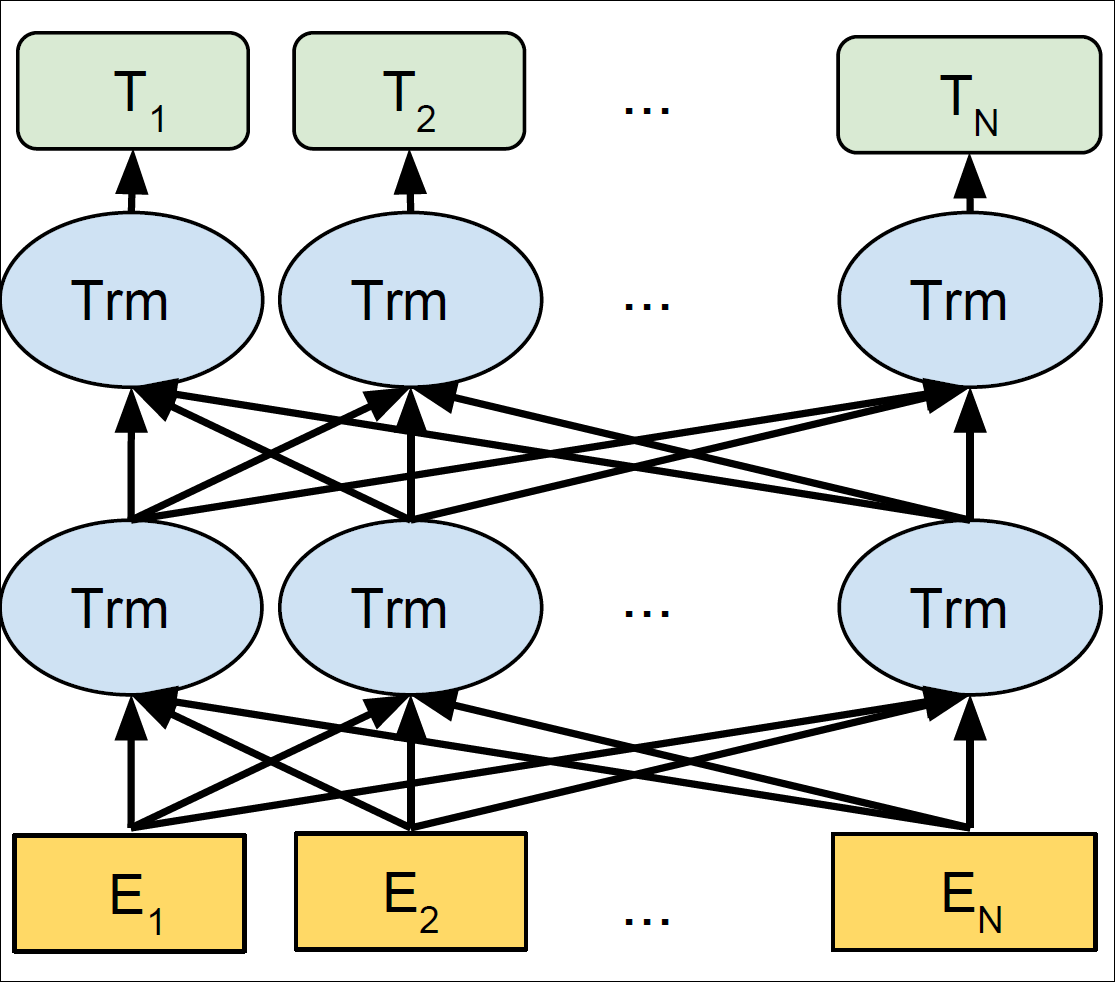 T1 T2 ... TN
Trm Trm ... Trm
Trm Trm ... Trm
E1 E2 ... EN